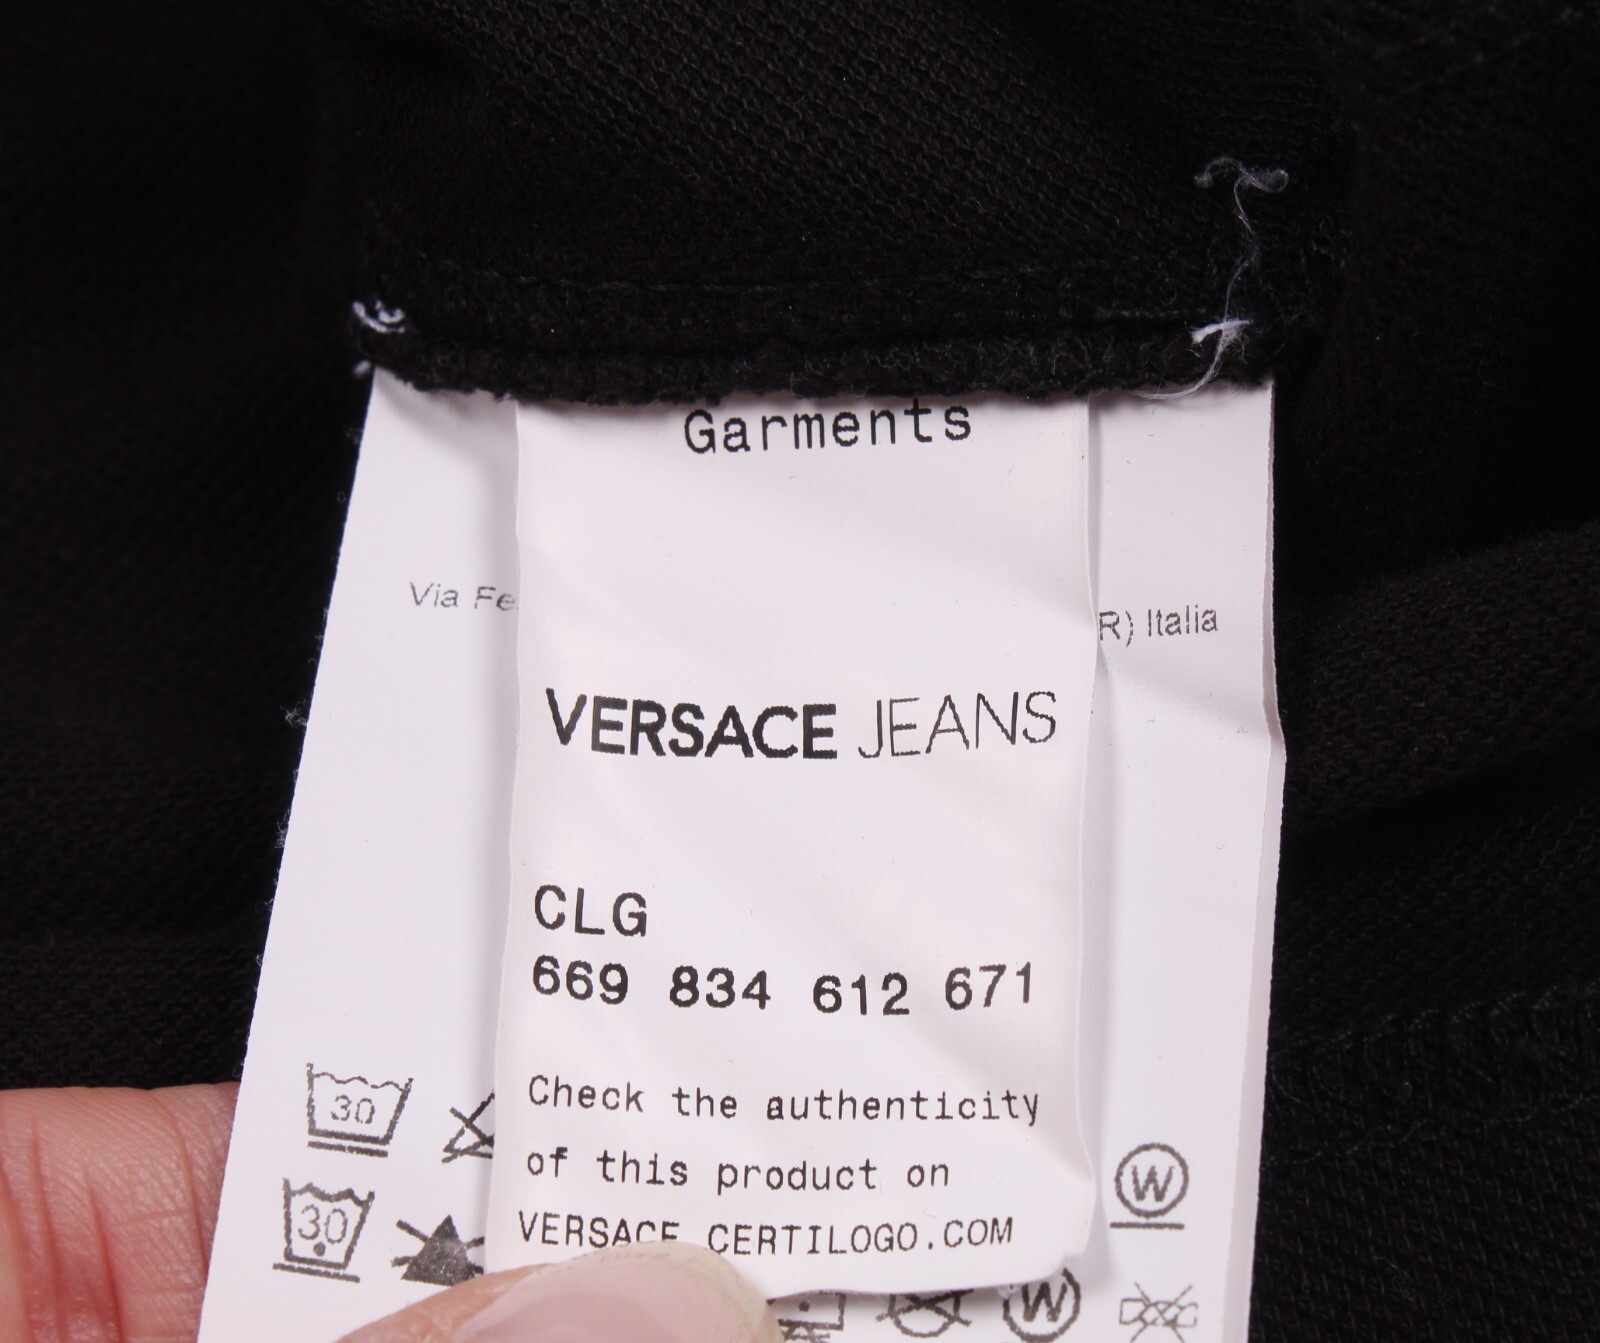 Garments
Via
R) Italia
VERSACE JEANS
CLG
669 834 612 671
Check the authenticity
of this product on
VERSACE.CERTILOGO.COM
30
W
30
W